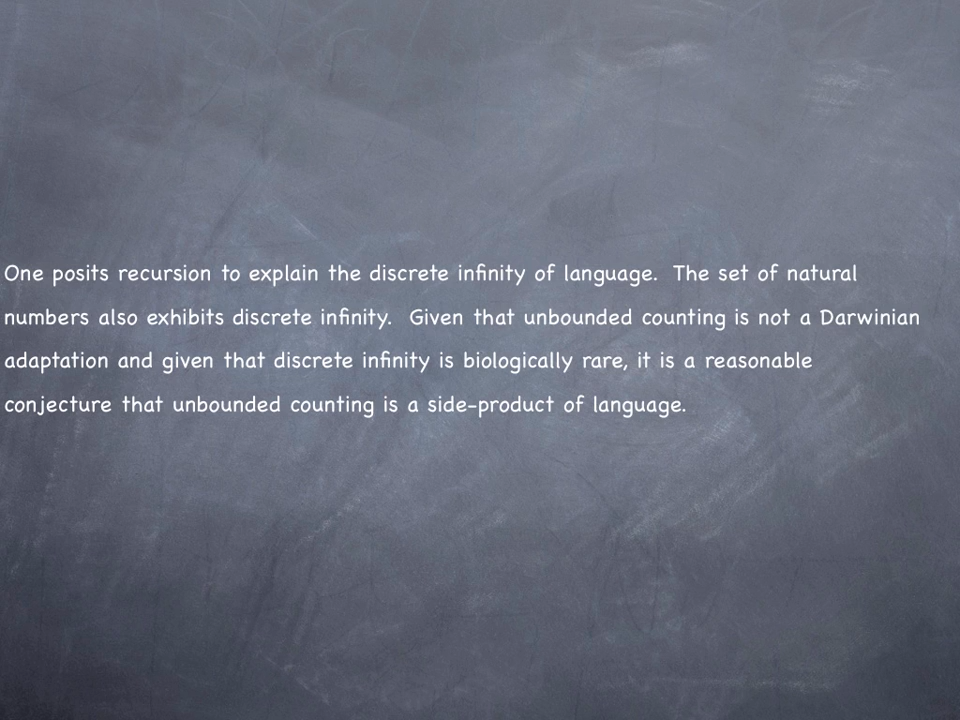 One posits recursion to explain the discrete infinity of language.  The set of natural
numbers also exhibits discrete infinity.  Given that unbounded counting is not a Darwinian
adaptation and given that discrete infinity is biologically rare, it is a reasonable
conjecture that unbounded counting is a side-product of language.